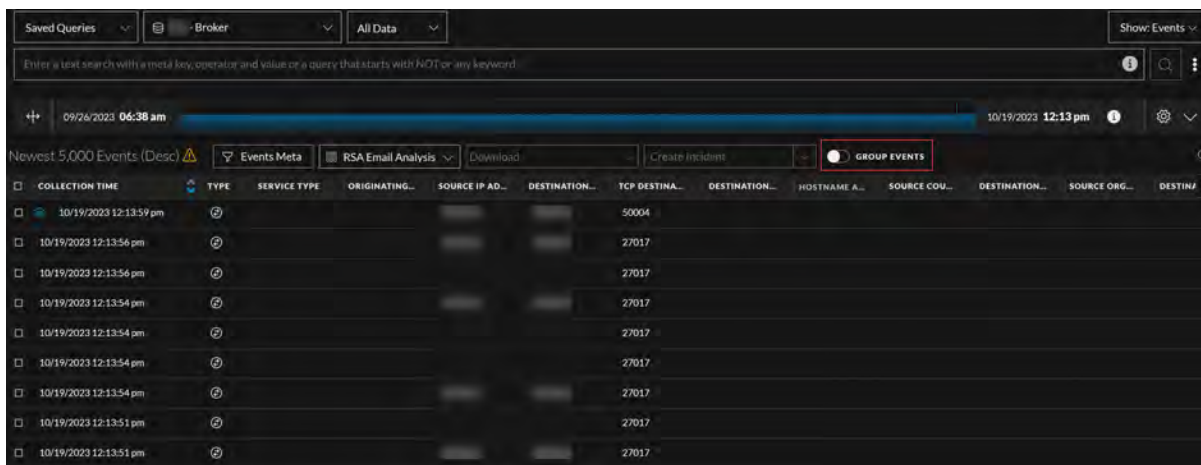 Saved Queries - Broker All Data Show: Events
Enter a text search with a meta key, operator and value or a query that starts with NOT or any keyword
09/26/2023 06:38 am 10/19/2023 12:13 pm
Newest 5,000 Events (Desc) Events Meta RSA Email Analysis Download Create Incident GROUP EVENTS
COLLECTION TIME TYPE SERVICE TYPE ORIGINATING... SOURCE IP AD... DESTINATION... TCP DESTINA... DESTINATION... HOSTNAME A... SOURCE COU... DESTINATION... SOURCE ORG... DESTINA
10/19/2023 12:13:59 pm 50004
10/19/2023 12:13:56 pm 27017
10/19/2023 12:13:56 pm 27017
10/19/2023 12:13:54 pm 27017
10/19/2023 12:13:54 pm 27017
10/19/2023 12:13:54 pm 27017
10/19/2023 12:13:54 pm 27017
10/19/2023 12:13:51 pm 27017
10/19/2023 12:13:51 pm 27017